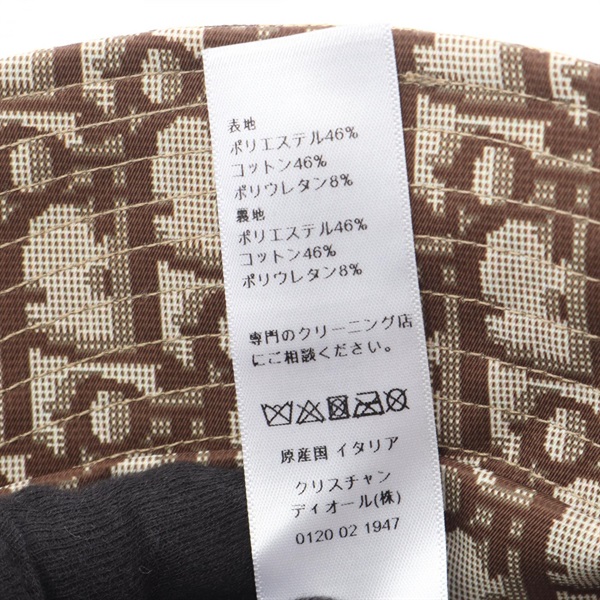 表地
ポリエステル46%
コットン46%
ポリウレタン8%
裏地
ポリエステル46%
コットン46%
ポリウレタン8%
専門のクリーニング店
にご相談ください。
原産国 イタリア
クリスチャン
ディオール(株)
0120 02 1947